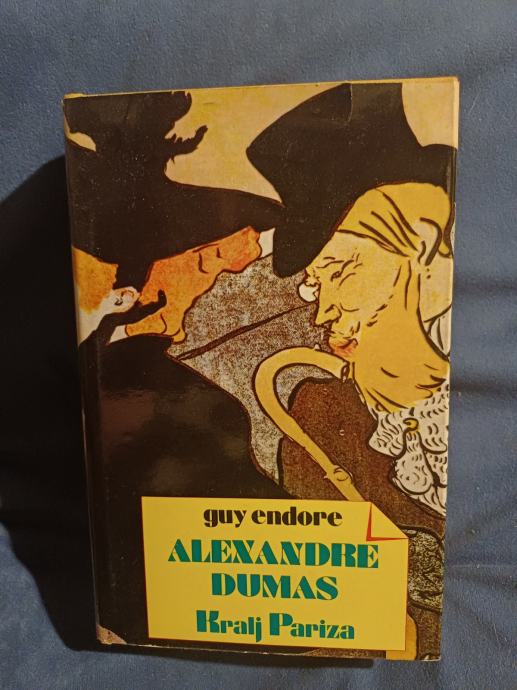 guy endore
ALEXANDRE
DUMAS
Kralj Pariza